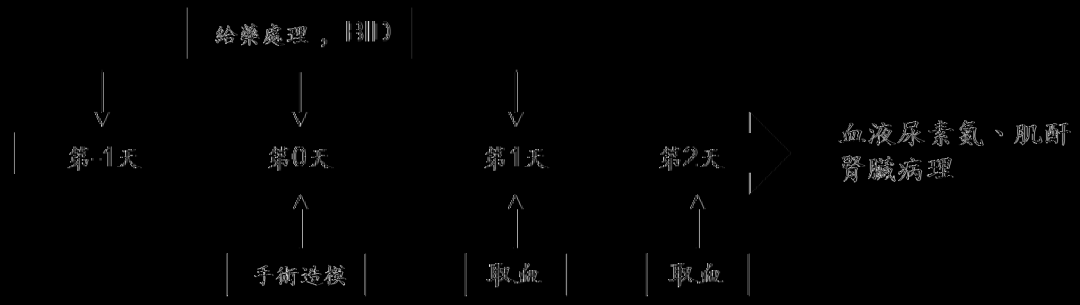 給藥處理，BID
第-1天
第0天
第1天
第2天
血液尿素氮、肌酐
腎臟病理
手術造模
取血
取血